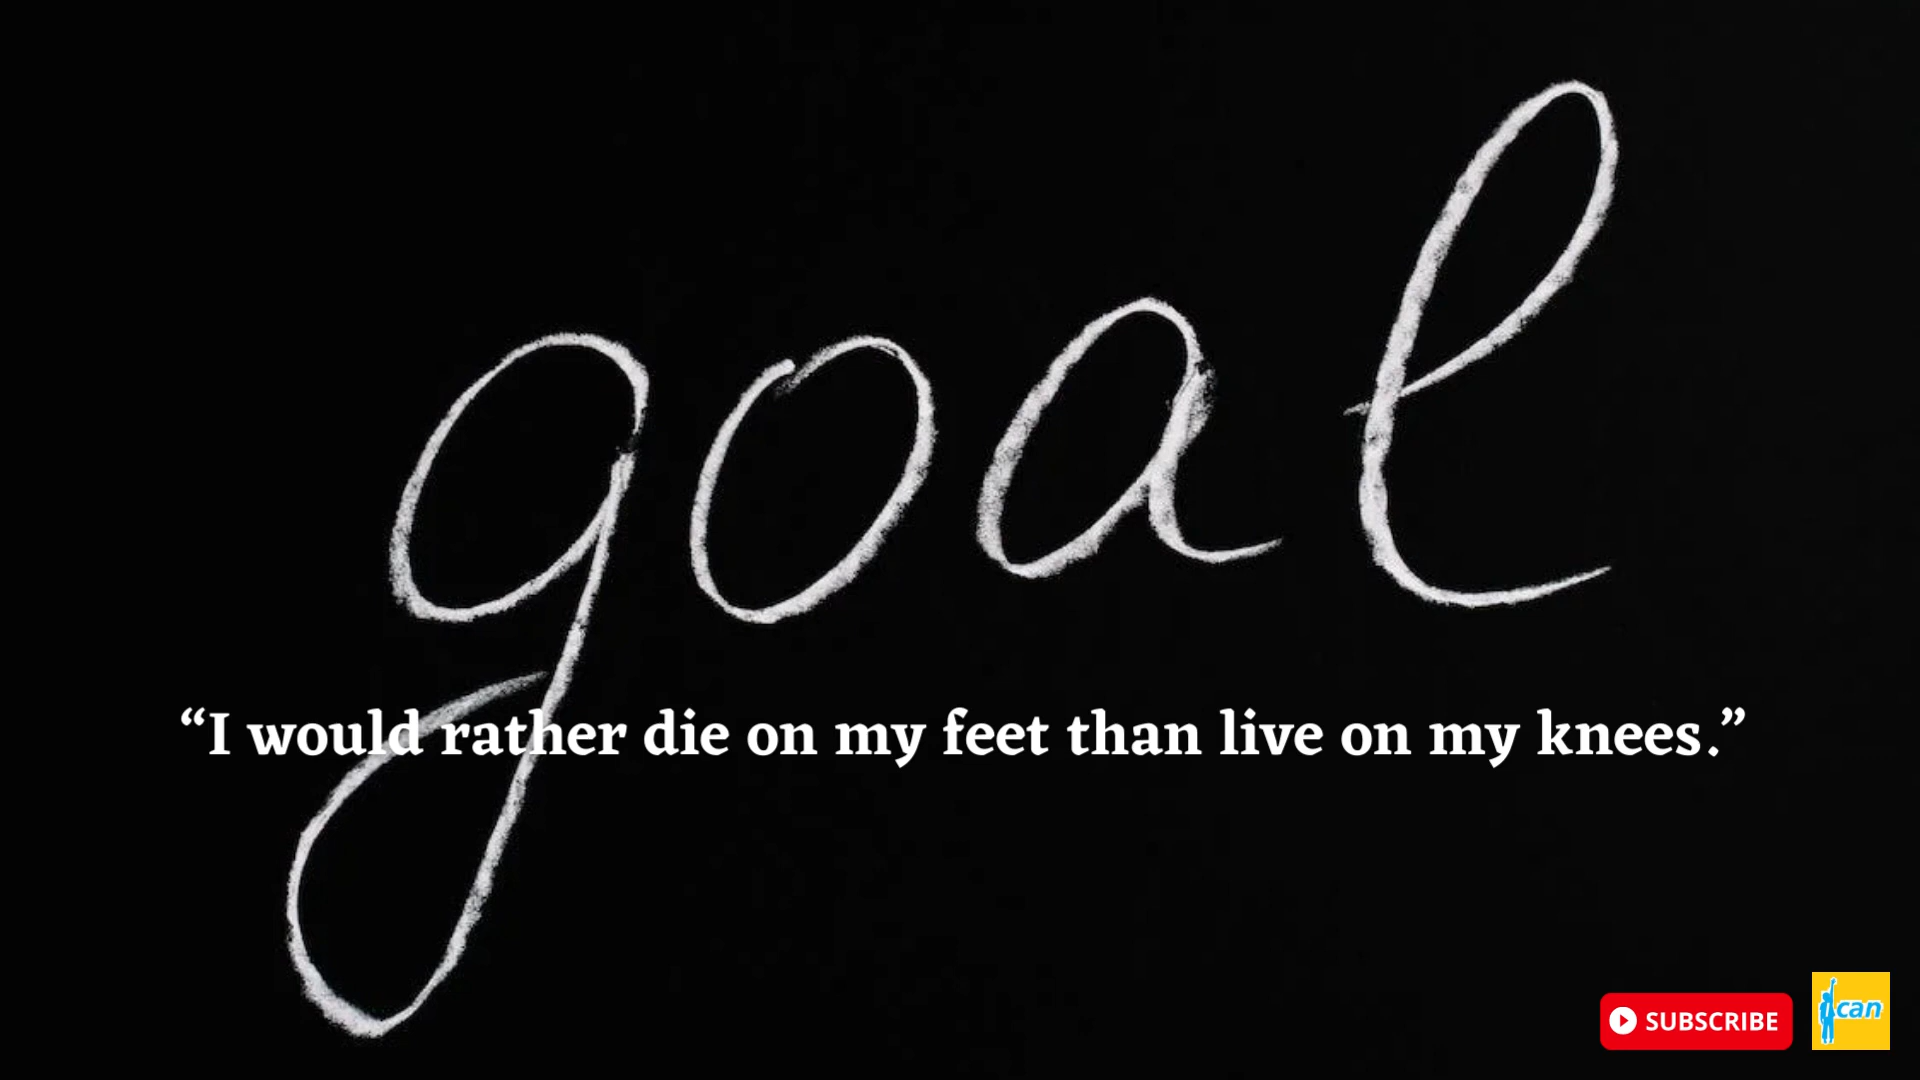 goal
“I would rather die on my feet than live on my knees.”
SUBSCRIBE
can